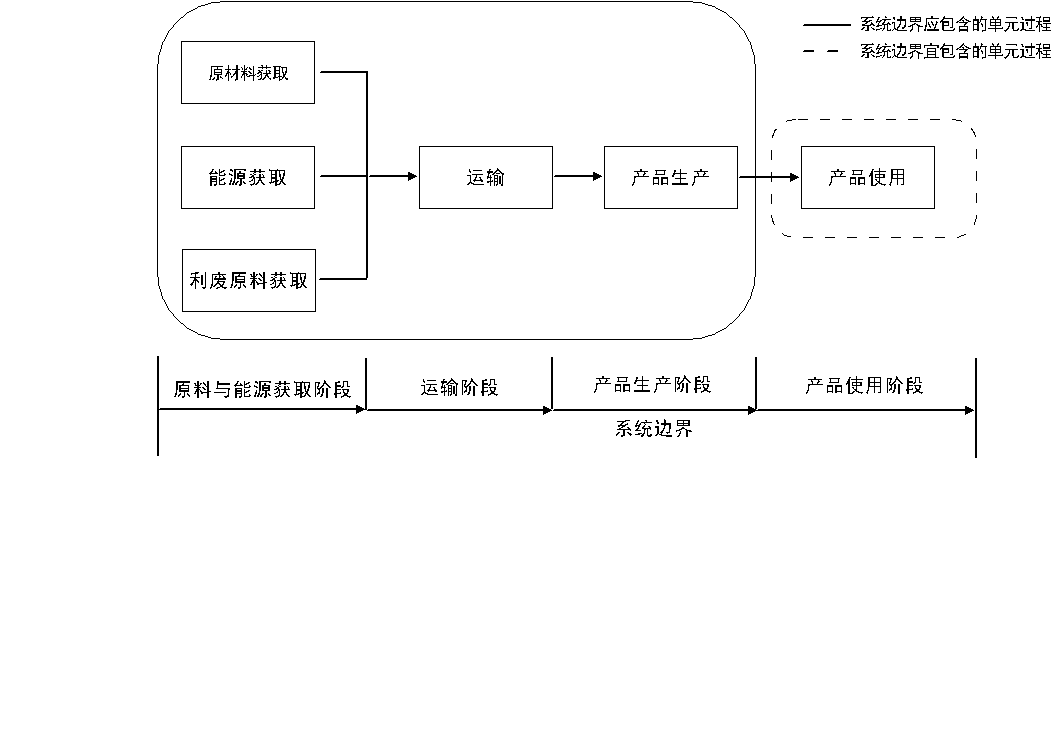 系统边界应包含的单元过程
系统边界宜包含的单元过程
原材料获取
能源获取
运输
产品生产
产品使用
利废原料获取
原料与能源获取阶段
运输阶段
产品生产阶段
产品使用阶段
系统边界